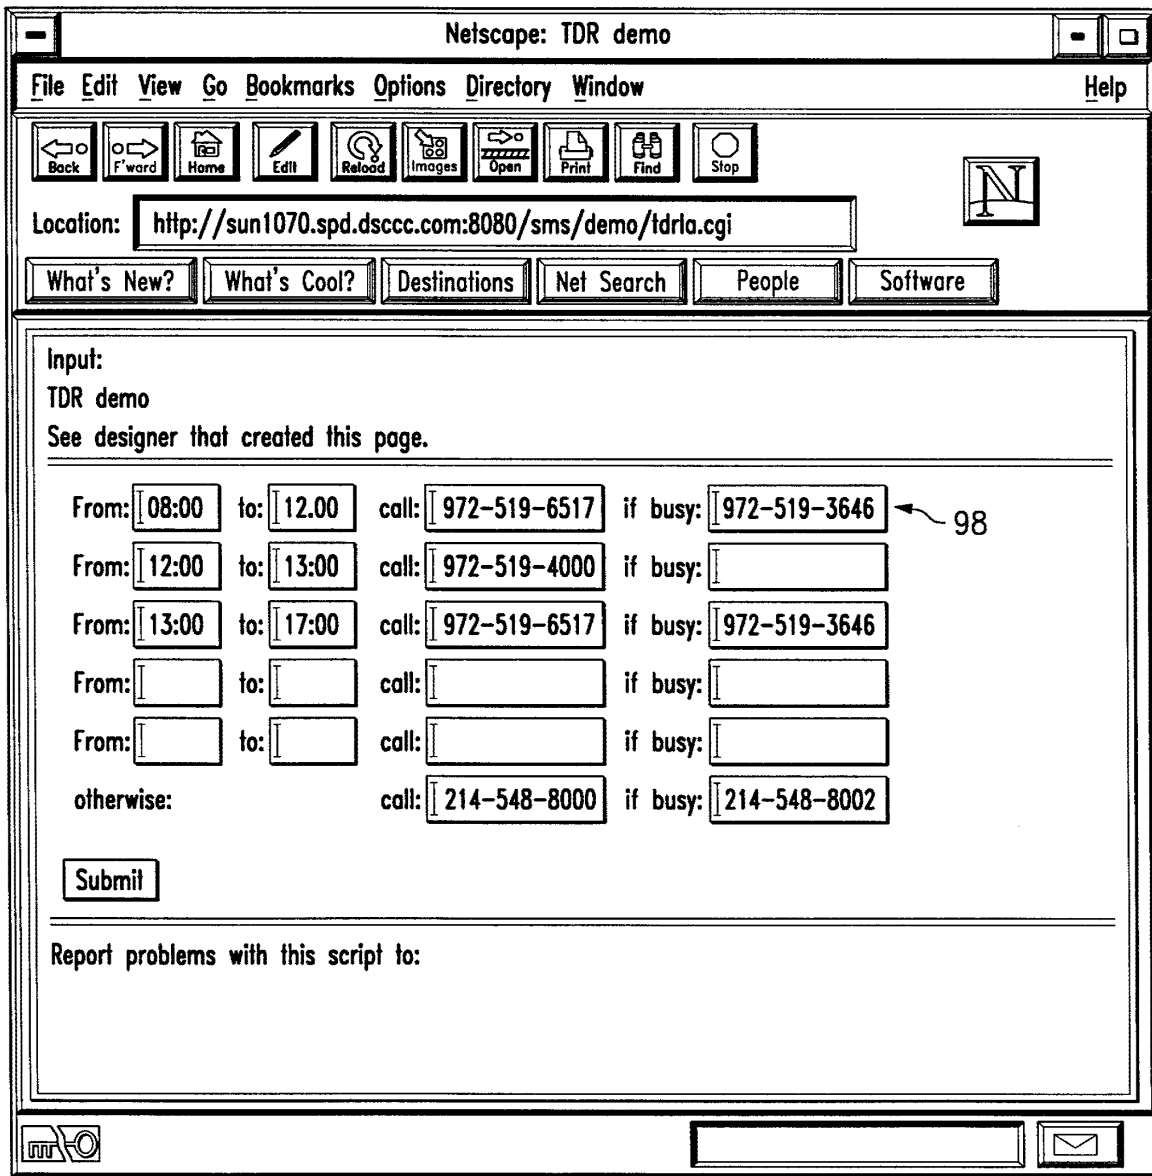 Netscape: TDR demo
File Edit View Go Bookmarks Options Directory Window Help
Back F'ward Home Edit Reload Images Open Print Find Stop
N
Location: http://sun1070.spd.dsccc.com:8080/sms/demo/tdrla.cgi
What's New? What's Cool? Destinations Net Search People Software
Input:
TDR demo
See designer that created this page.
From: 08:00 to: 12.00 call: 972-519-6517 if busy: 972-519-3646 98
From: 12:00 to: 13:00 call: 972-519-4000 if busy:
From: 13:00 to: 17:00 call: 972-519-6517 if busy: 972-519-3646
From: to: call: if busy:
From: to: call: if busy:
otherwise: call: 214-548-8000 if busy: 214-548-8002
Submit
Report problems with this script to: